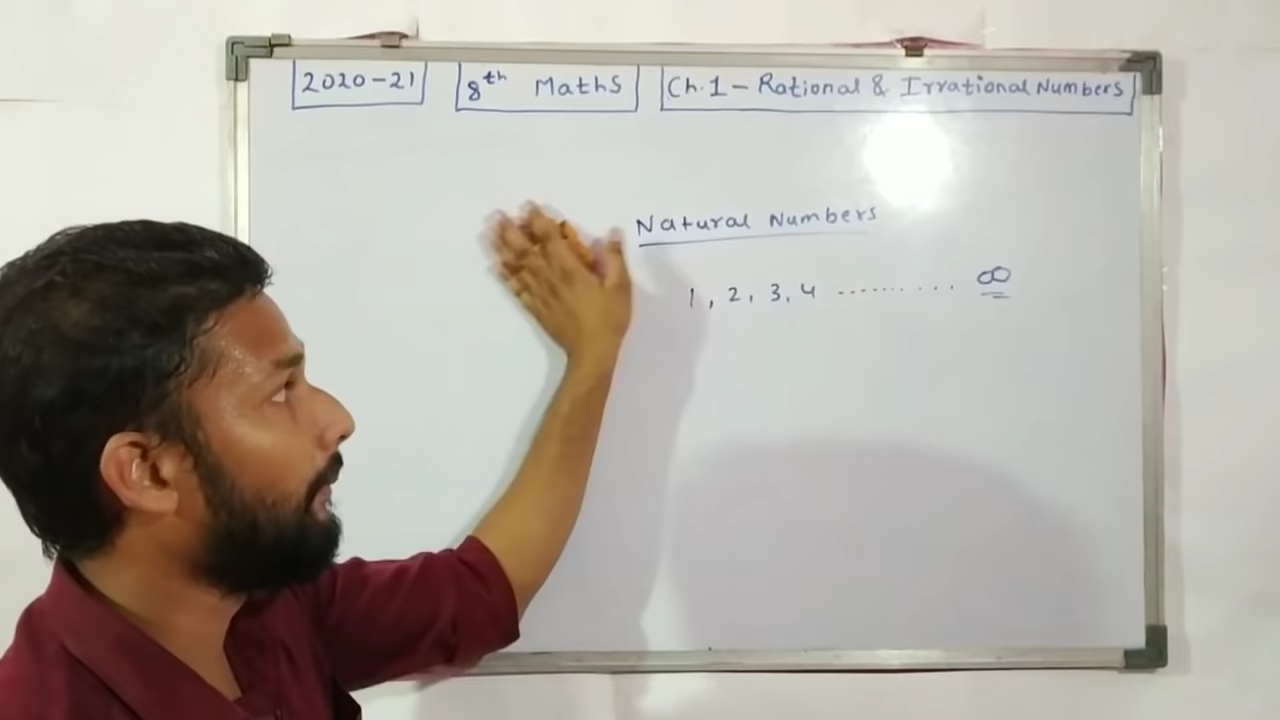 2020-21 8th Maths Ch.1 - Rational & Irrational Numbers
Natural Numbers
1, 2, 3, 4 .......... ∞